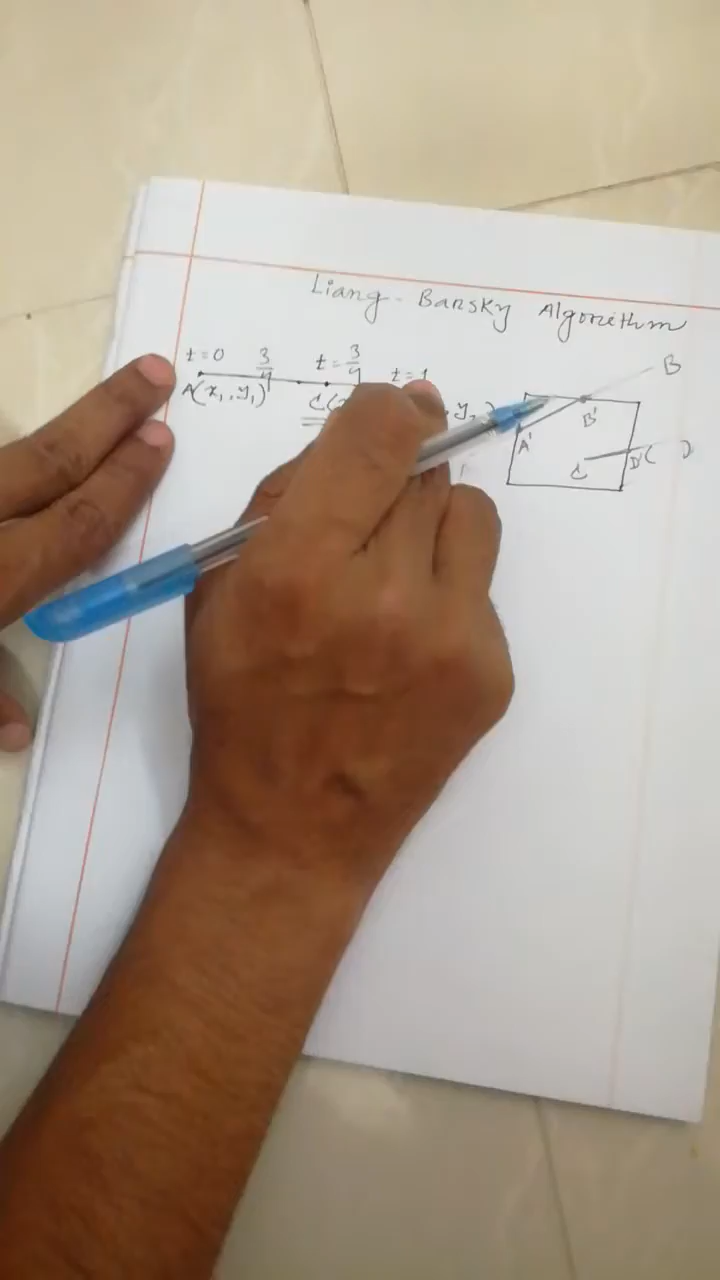 Liang-Barsky Algorithm
t=0 3/4 t=3/4 t=1
A(x₁,y₁) C(
B
A' B'
C D'( D